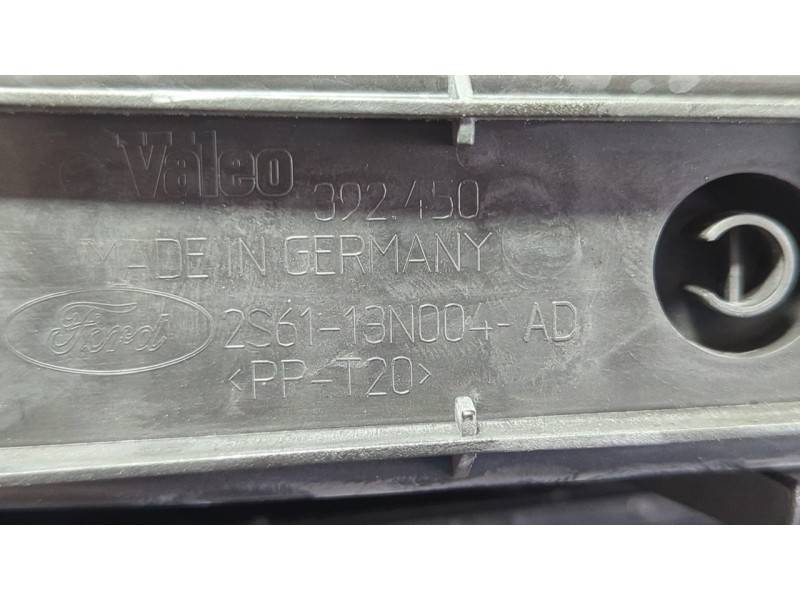 Valeo
392.450
MADE IN GERMANY
Ford 2S61-13N004-AD
<PP-T20>